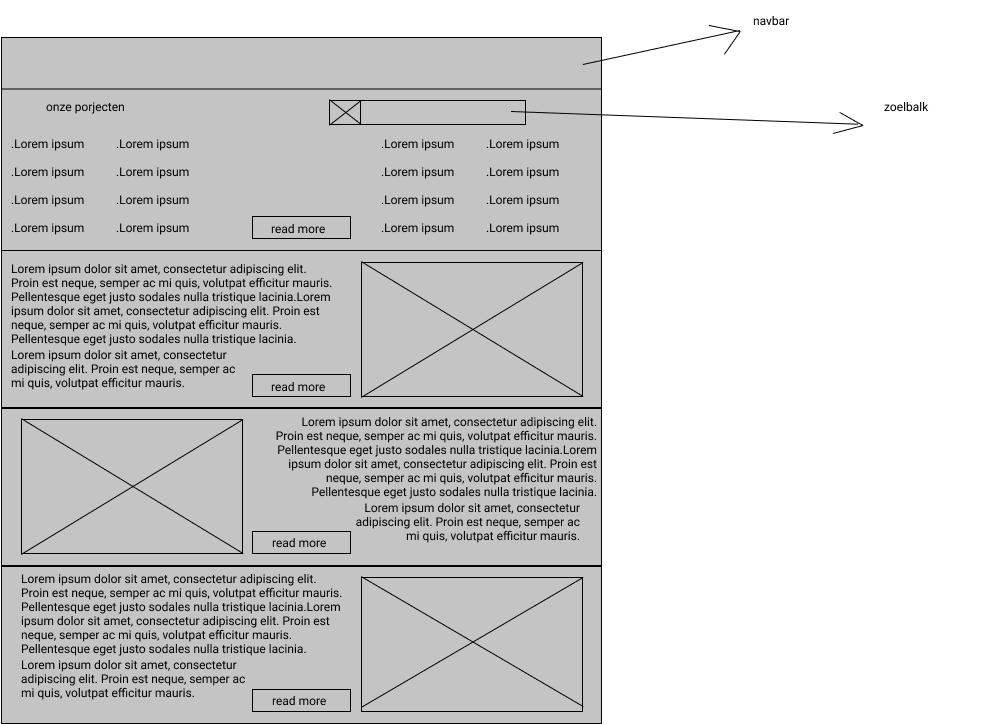 navbar
onze porjecten
zoelbalk
.Lorem ipsum .Lorem ipsum .Lorem ipsum .Lorem ipsum
.Lorem ipsum .Lorem ipsum .Lorem ipsum .Lorem ipsum
.Lorem ipsum .Lorem ipsum .Lorem ipsum .Lorem ipsum
.Lorem ipsum .Lorem ipsum read more .Lorem ipsum .Lorem ipsum
Lorem ipsum dolor sit amet, consectetur adipiscing elit.
Proin est neque, semper ac mi quis, volutpat efficitur mauris.
Pellentesque eget justo sodales nulla tristique lacinia.Lorem
ipsum dolor sit amet, consectetur adipiscing elit. Proin est
neque, semper ac mi quis, volutpat efficitur mauris.
Pellentesque eget justo sodales nulla tristique lacinia.
Lorem ipsum dolor sit amet, consectetur
adipiscing elit. Proin est neque, semper ac
mi quis, volutpat efficitur mauris.
read more
Lorem ipsum dolor sit amet, consectetur adipiscing elit.
Proin est neque, semper ac mi quis, volutpat efficitur mauris.
Pellentesque eget justo sodales nulla tristique lacinia.Lorem
ipsum dolor sit amet, consectetur adipiscing elit. Proin est
neque, semper ac mi quis, volutpat efficitur mauris.
Pellentesque eget justo sodales nulla tristique lacinia.
Lorem ipsum dolor sit amet, consectetur
adipiscing elit. Proin est neque, semper ac
mi quis, volutpat efficitur mauris.
read more
Lorem ipsum dolor sit amet, consectetur adipiscing elit.
Proin est neque, semper ac mi quis, volutpat efficitur mauris.
Pellentesque eget justo sodales nulla tristique lacinia.Lorem
ipsum dolor sit amet, consectetur adipiscing elit. Proin est
neque, semper ac mi quis, volutpat efficitur mauris.
Pellentesque eget justo sodales nulla tristique lacinia.
Lorem ipsum dolor sit amet, consectetur
adipiscing elit. Proin est neque, semper ac
mi quis, volutpat efficitur mauris.
read more